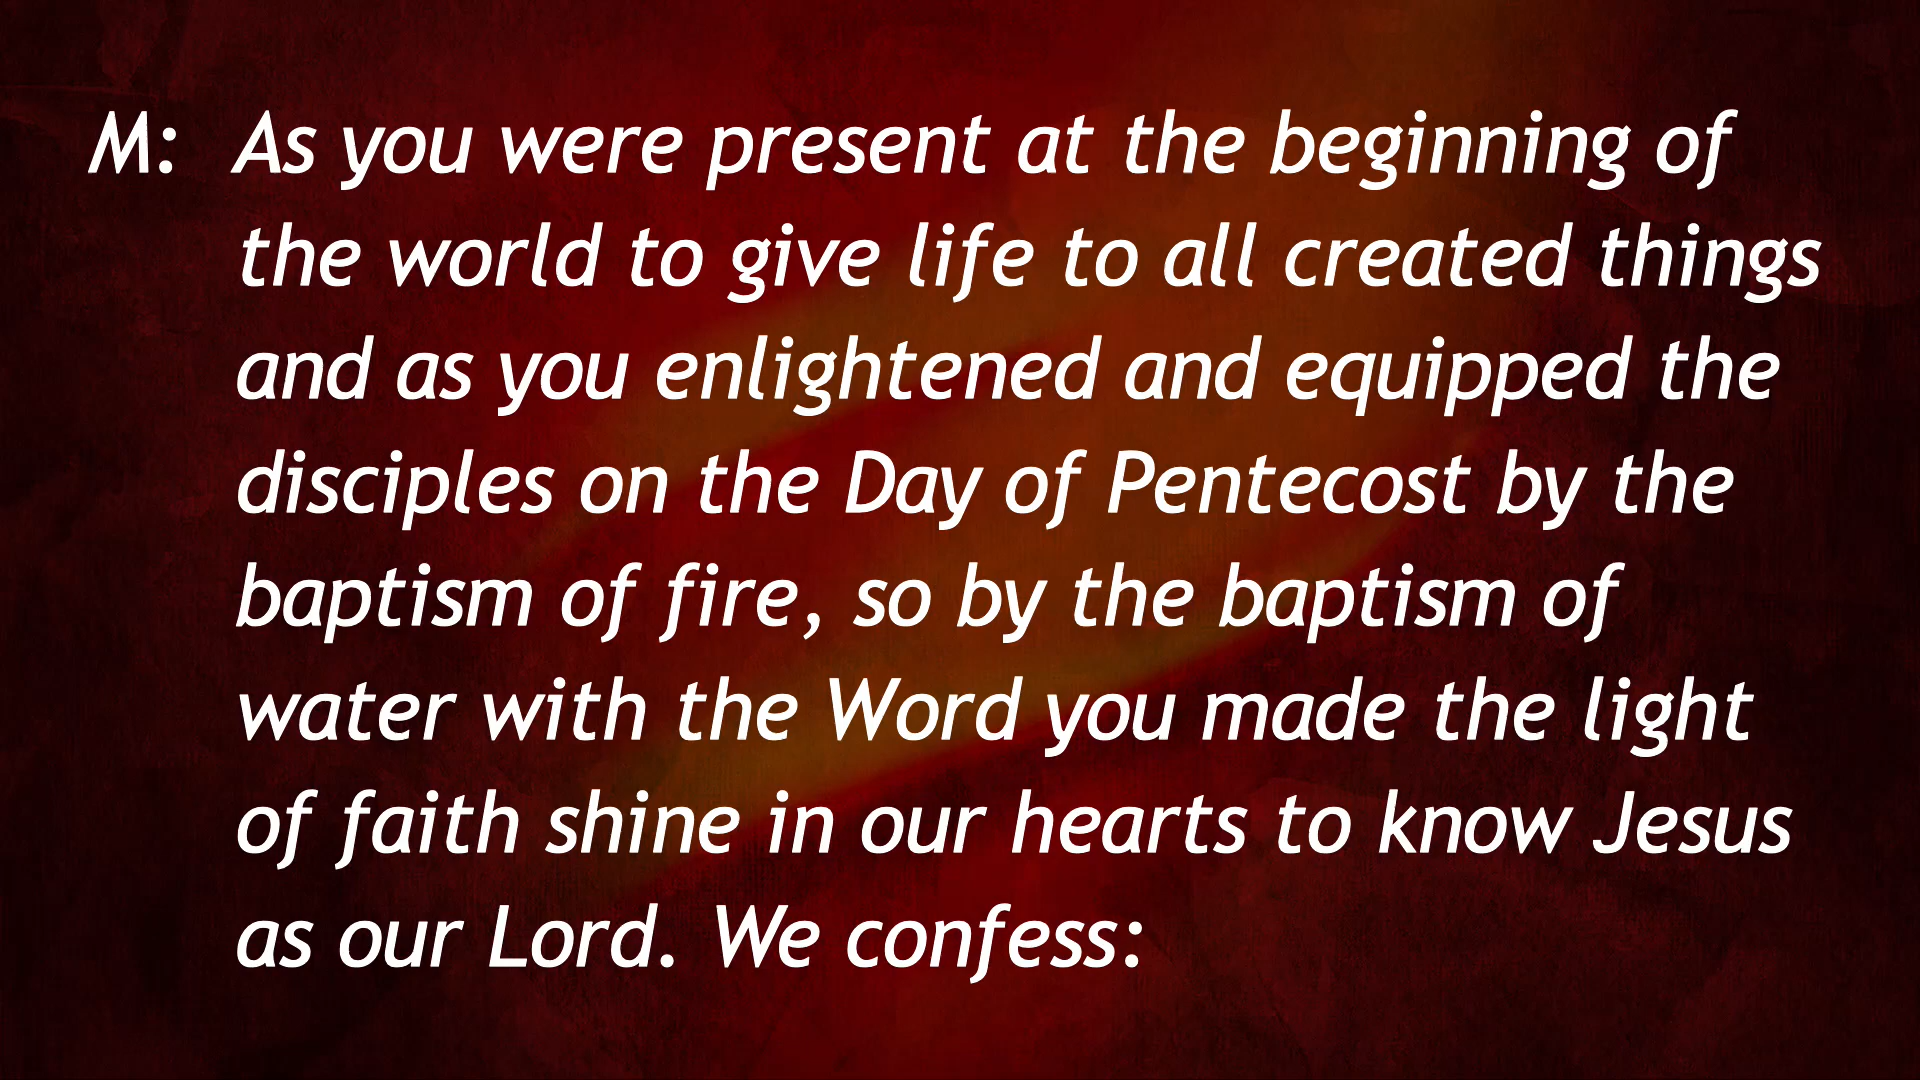 M: As you were present at the beginning of
the world to give life to all created things
and as you enlightened and equipped the
disciples on the Day of Pentecost by the
baptism of fire, so by the baptism of
water with the Word you made the light
of faith shine in our hearts to know Jesus
as our Lord. We confess: